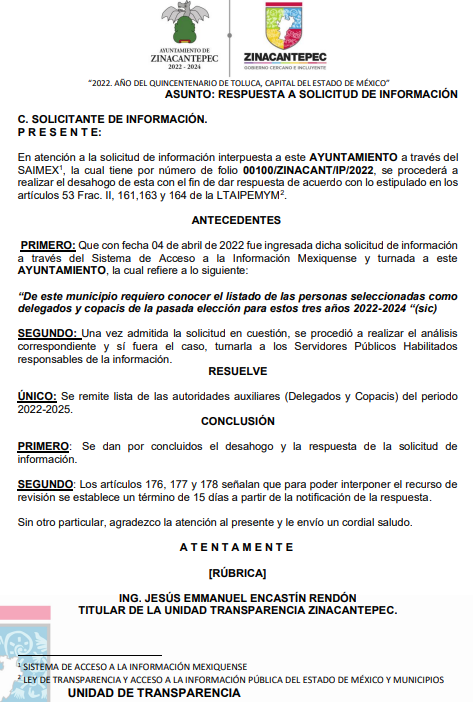 AYUNTAMIENTO DE
ZINACANTEPEC
2022 - 2024
ZINACANTEPEC
GOBIERNO CERCANO E INCLUYENTE
“2022. AÑO DEL QUINCENTENARIO DE TOLUCA, CAPITAL DEL ESTADO DE MÉXICO”
ASUNTO: RESPUESTA A SOLICITUD DE INFORMACIÓN
C. SOLICITANTE DE INFORMACIÓN.
P R E S E N T E:
En atención a la solicitud de información interpuesta a este AYUNTAMIENTO a través del
SAIMEX¹, la cual tiene por número de folio 00100/ZINACANT/IP/2022, se procederá a
realizar el desahogo de esta con el fin de dar respuesta de acuerdo con lo estipulado en los
artículos 53 Frac. II, 161,163 y 164 de la LTAIPEMYM².
ANTECEDENTES
PRIMERO: Que con fecha 04 de abril de 2022 fue ingresada dicha solicitud de información
a través del Sistema de Acceso a la Información Mexiquense y turnada a este
AYUNTAMIENTO, la cual refiere a lo siguiente:
“De este municipio requiero conocer el listado de las personas seleccionadas como
delegados y copacis de la pasada elección para estos tres años 2022-2024 “(sic)
SEGUNDO: Una vez admitida la solicitud en cuestión, se procedió a realizar el análisis
correspondiente y sí fuera el caso, turnarla a los Servidores Públicos Habilitados
responsables de la información.
RESUELVE
ÚNICO: Se remite lista de las autoridades auxiliares (Delegados y Copacis) del periodo
2022-2025.
CONCLUSIÓN
PRIMERO: Se dan por concluidos el desahogo y la respuesta de la solicitud de
información.
SEGUNDO: Los artículos 176, 177 y 178 señalan que para poder interponer el recurso de
revisión se establece un término de 15 días a partir de la notificación de la respuesta.
Sin otro particular, agradezco la atención al presente y le envío un cordial saludo.
A T E N T A M E N T E
[RÚBRICA]
ING. JESÚS EMMANUEL ENCASTÍN RENDÓN
TITULAR DE LA UNIDAD TRANSPARENCIA ZINACANTEPEC.
¹ SISTEMA DE ACCESO A LA INFORMACIÓN MEXIQUENSE
² LEY DE TRANSPARENCIA Y ACCESO A LA INFORMACIÓN PÚBLICA DEL ESTADO DE MÉXICO Y MUNICIPIOS
UNIDAD DE TRANSPARENCIA